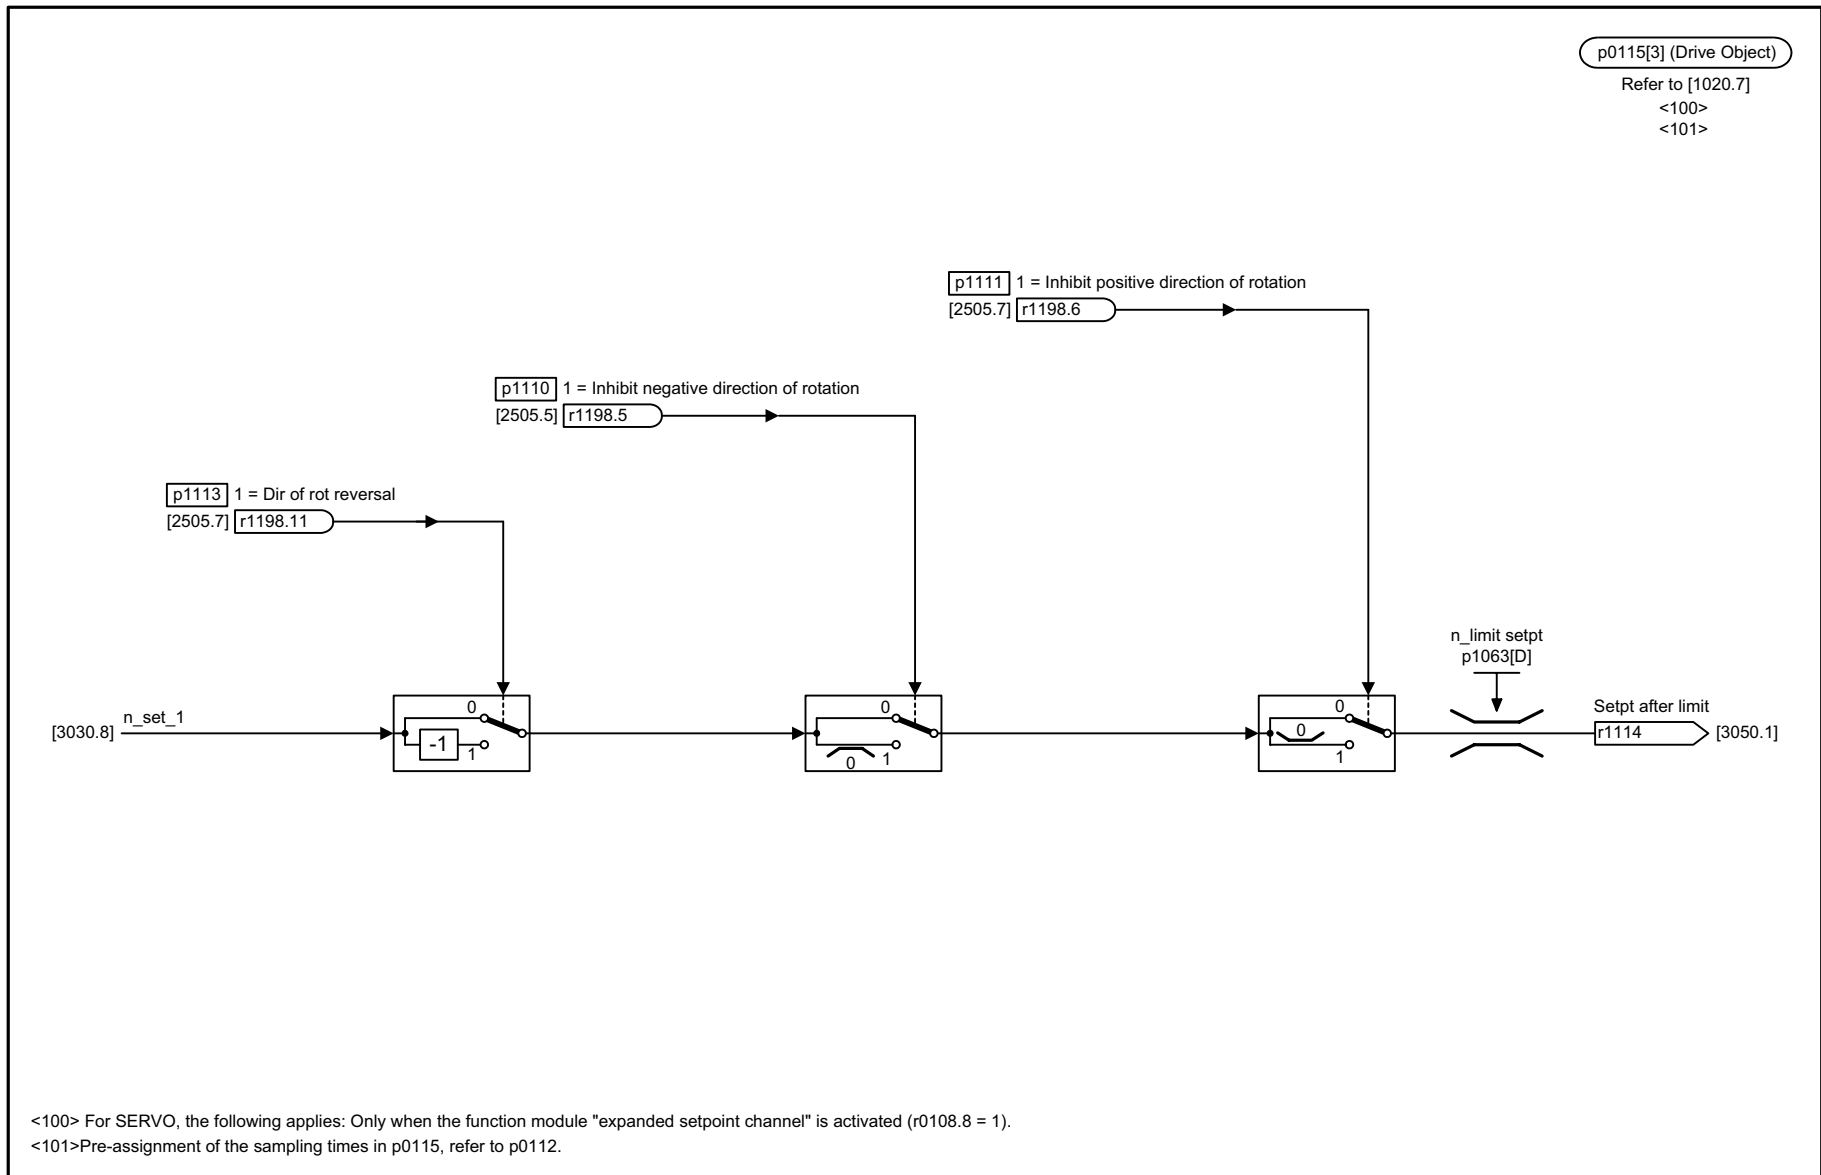 p0115[3] (Drive Object)
Refer to [1020.7]
<100>
<101>
p1111 1 = Inhibit positive direction of rotation
[2505.7] r1198.6
p1110 1 = Inhibit negative direction of rotation
[2505.5] r1198.5
p1113 1 = Dir of rot reversal
[2505.7] r1198.11
n_limit setpt
p1063[D]
[3030.8] n_set_1
0
-1
1
0
0
1
0
0
1
Setpt after limit
r1114 [3050.1]
<100> For SERVO, the following applies: Only when the function module "expanded setpoint channel" is activated (r0108.8 = 1).
<101>Pre-assignment of the sampling times in p0115, refer to p0112.